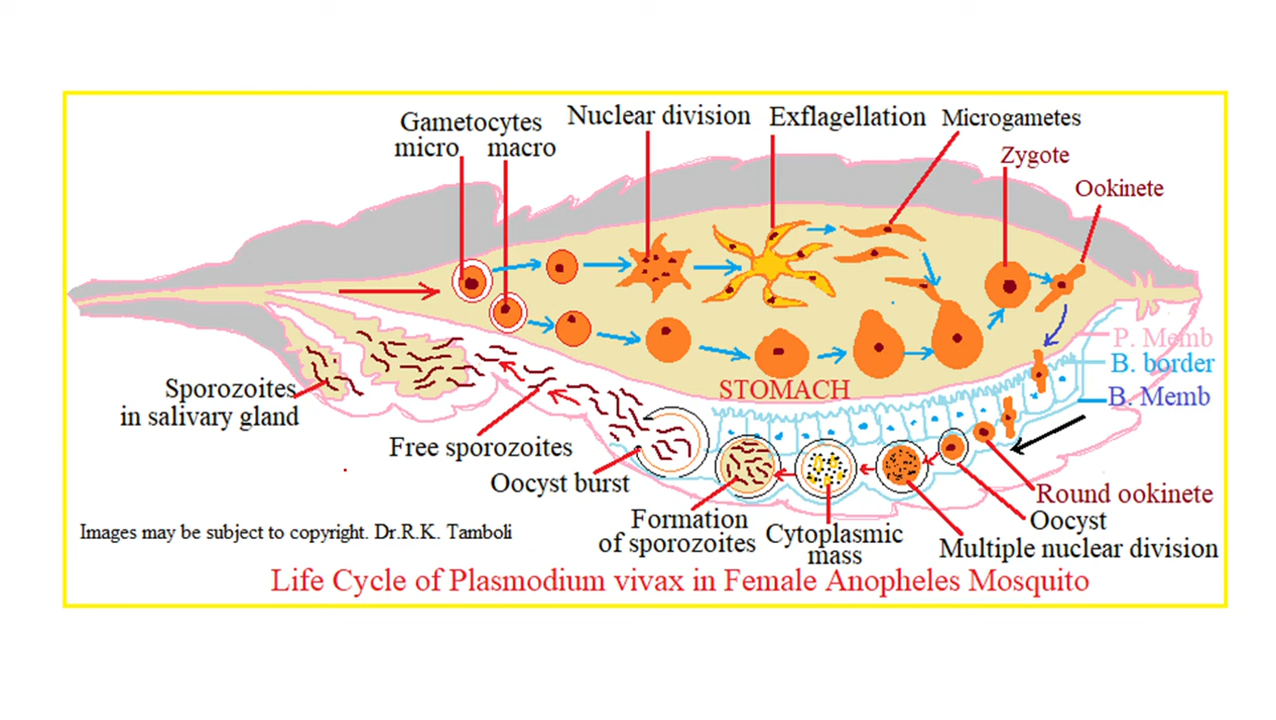 Gametocytes
micro macro
Nuclear division
Exflagellation
Microgametes
Zygote
Ookinete
STOMACH
P. Memb
B. border
B. Memb
Sporozoites
in salivary gland
Free sporozoites
Oocyst burst
Formation
of sporozoites
Cytoplasmic
mass
Round ookinete
Oocyst
Multiple nuclear division
Images may be subject to copyright. Dr.R.K. Tamboli
Life Cycle of Plasmodium vivax in Female Anopheles Mosquito